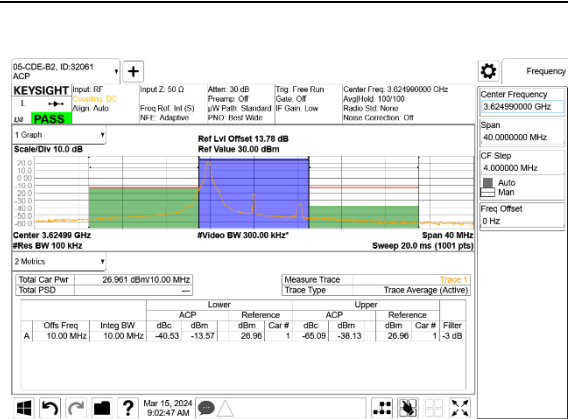 05-CDE-B2, ID:32061
ACP
Frequency
KEYSIGHT
L
PASS
Input: RF
Coupling: DC
Align: Auto
Input Z: 50 Ω
Freq Ref: Int (S)
NFE: Adaptive
Atten: 30 dB
Preamp: Off
µW Path: Standard
PNO: Best Wide
Trig: Free Run
Gate: Off
IF Gain: Low
Center Freq: 3.624990000 GHz
Avg|Hold: 100/100
Radio Std: None
Noise Correction: Off
Center Frequency
3.624990000 GHz
Span
40.0000000 MHz
CF Step
4.000000 MHz
Auto
Man
Freq Offset
0 Hz
1 Graph
Scale/Div 10.0 dB
Ref Lvl Offset 13.78 dB
Ref Value 30.00 dBm
20.0
10.0
0.00
-10.0
-20.0
-30.0
-40.0
-50.0
-60.0
Center 3.62499 GHz #Video BW 300.00 kHz* Span 40 MHz
#Res BW 100 kHz Sweep 20.0 ms (1001 pts)
2 Metrics
Total Car Pwr 26.961 dBm/10.00 MHz Measure Trace Trace 1
Total PSD --- Trace Type Trace Average (Active)
Lower Upper
ACP Reference ACP Reference
Offs Freq Integ BW dBc dBm dBm Car # dBc dBm dBm Car # Filter
A 10.00 MHz 10.00 MHz -40.53 -13.57 26.96 1 -65.09 -38.13 26.96 1 -3 dB
?
Mar 15, 2024
9:02:47 AM